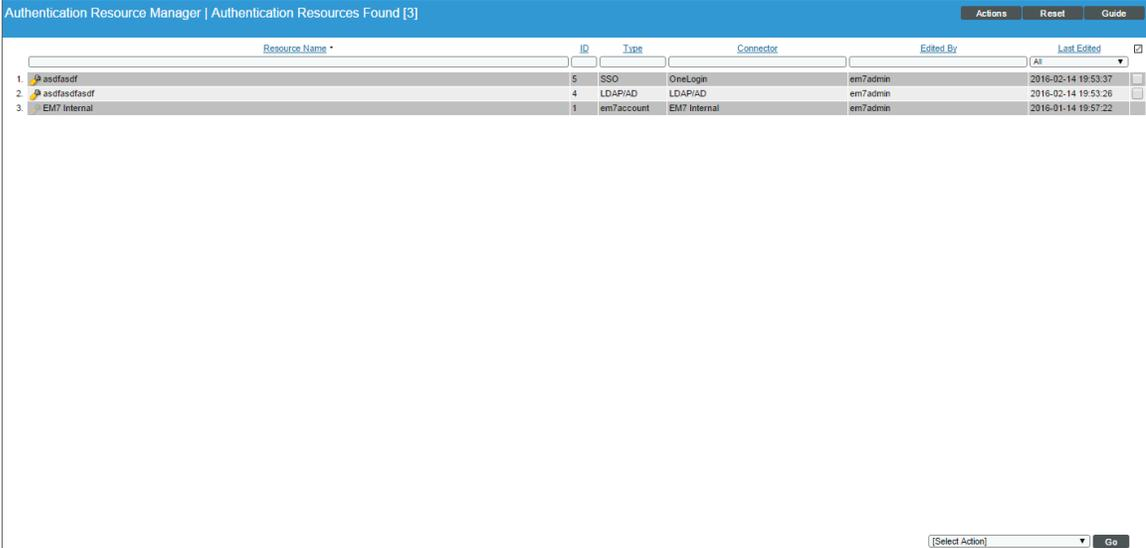 Authentication Resource Manager | Authentication Resources Found [3]
Actions
Reset
Guide
Resource Name
ID
Type
Connector
Edited By
Last Edited
All
1. asdfasdf 5 SSO OneLogin em7admin 2016-02-14 19:53:37
2. asdfasdfasdf 4 LDAP/AD LDAP/AD em7admin 2016-02-14 19:53:26
3. EM7 Internal 1 em7account EM7 Internal em7admin 2016-01-14 19:57:22
[Select Action]
Go